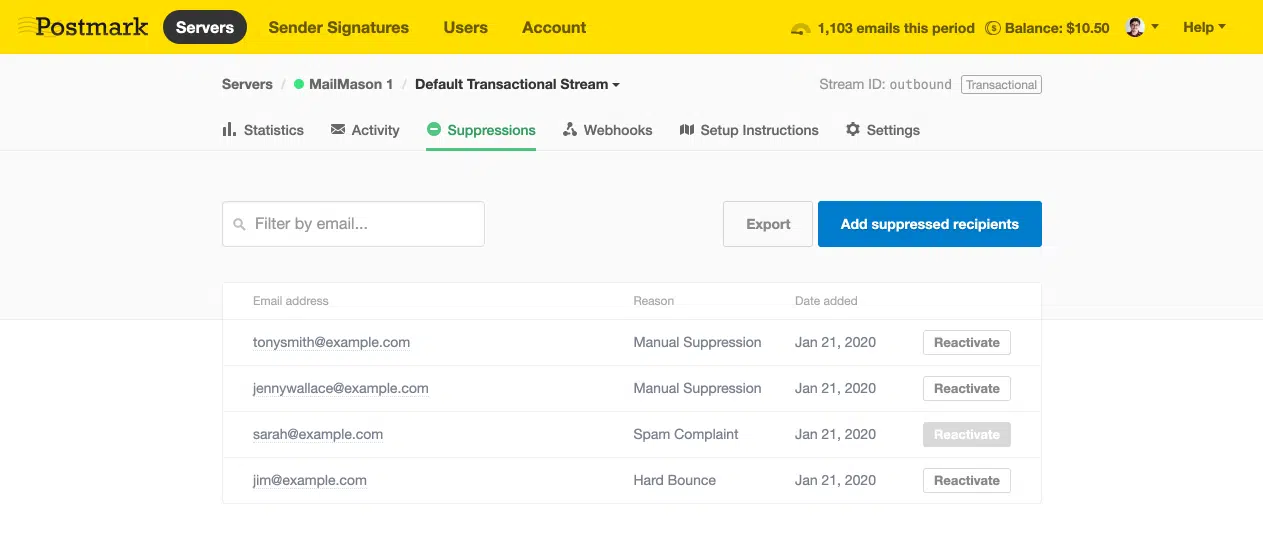 Postmark Servers Sender Signatures Users Account 1,103 emails this period Balance: $10.50 Help
Servers / MailMason 1 / Default Transactional Stream Stream ID: outbound Transactional
Statistics Activity Suppressions Webhooks Setup Instructions Settings
Filter by email... Export Add suppressed recipients
Email address Reason Date added
tonysmith@example.com Manual Suppression Jan 21, 2020 Reactivate
jennywallace@example.com Manual Suppression Jan 21, 2020 Reactivate
sarah@example.com Spam Complaint Jan 21, 2020 Reactivate
jim@example.com Hard Bounce Jan 21, 2020 Reactivate